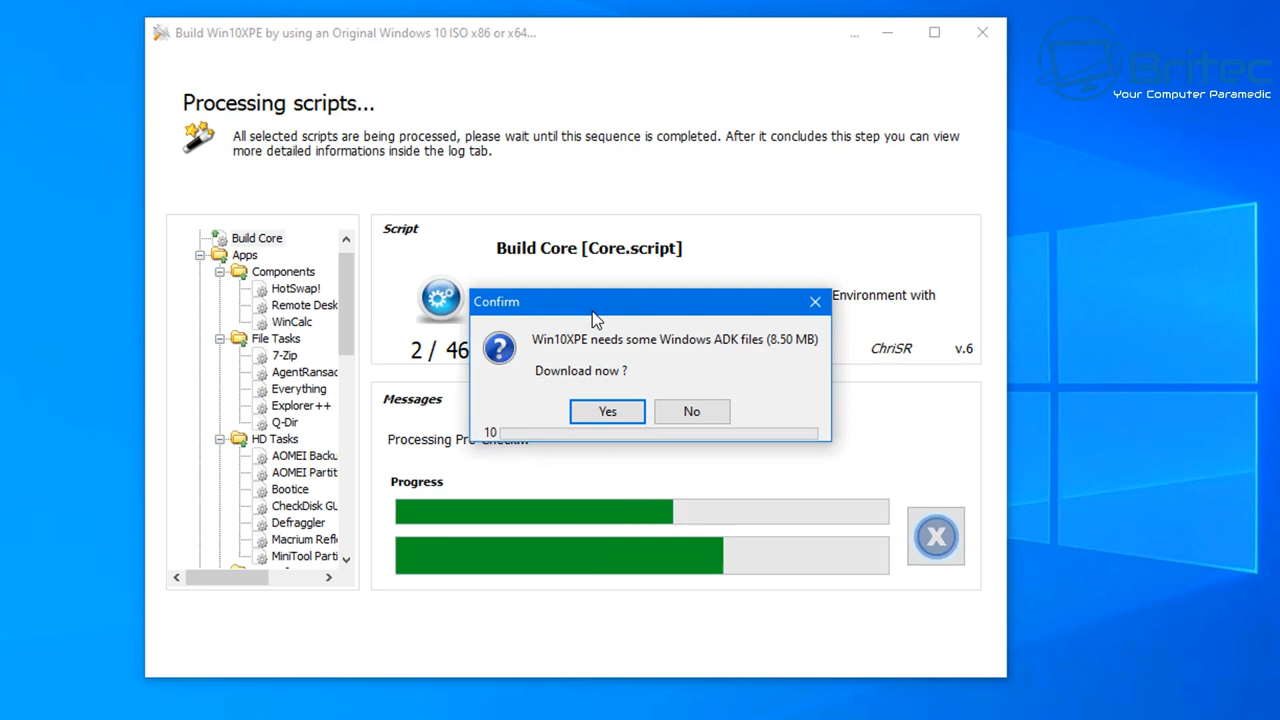 Build Win10XPE by using an Original Windows 10 ISO x86 or x64...
...
Britec
Your Computer Paramedic
Processing scripts...
All selected scripts are being processed, please wait until this sequence is completed. After it concludes this step you can view
more detailed informations inside the log tab.
Build Core
Apps
Components
HotSwap!
Remote Desk
WinCalc
File Tasks
7-Zip
AgentRansac
Everything
Explorer++
Q-Dir
HD Tasks
AOMEI Backu
AOMEI Partit
Bootice
CheckDisk GU
Defraggler
Macrium Refle
MiniTool Parti
Script
Build Core [Core.script]
Environment with
2 / 46
ChriSR
v.6
Confirm
Win10XPE needs some Windows ADK files (8.50 MB)
Download now ?
Yes
No
10
Messages
Processing Pre-Check...
Progress
X